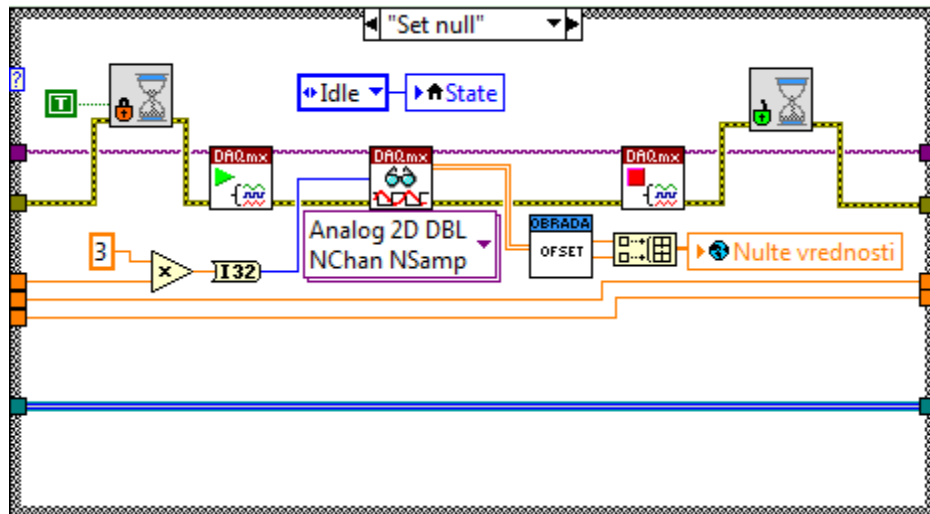 "Set null"
?
T
Idle
State
DAQmx
DAQmx
DAQmx
Analog 2D DBL
NChan NSamp
OBRADA
OFSET
3
x
I32
Nulte vrednosti